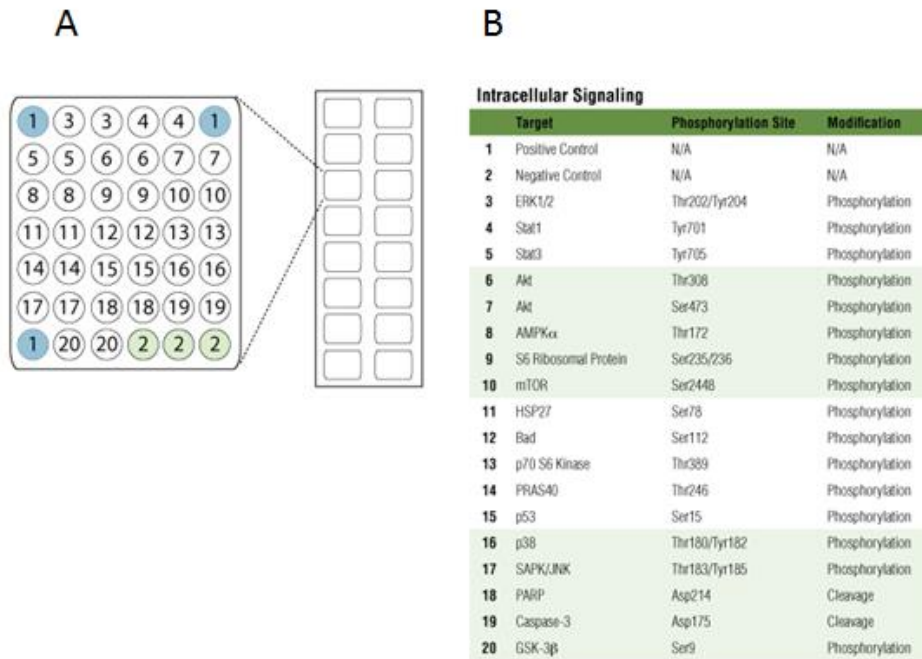 A
B
1 3 3 4 4 1
5 5 6 6 7 7
8 8 9 9 10 10
11 11 12 12 13 13
14 14 15 15 16 16
17 17 18 18 19 19
1 20 20 2 2 2
Intracellular Signaling
Target Phosphorylation Site Modification
1 Positive Control N/A N/A
2 Negative Control N/A N/A
3 ERK1/2 Thr202/Tyr204 Phosphorylation
4 Stat1 Tyr701 Phosphorylation
5 Stat3 Tyr705 Phosphorylation
6 Akt Thr308 Phosphorylation
7 Akt Ser473 Phosphorylation
8 AMPKα Thr172 Phosphorylation
9 S6 Ribosomal Protein Ser235/236 Phosphorylation
10 mTOR Ser2448 Phosphorylation
11 HSP27 Ser78 Phosphorylation
12 Bad Ser112 Phosphorylation
13 p70 S6 Kinase Thr389 Phosphorylation
14 PRAS40 Thr246 Phosphorylation
15 p53 Ser15 Phosphorylation
16 p38 Thr180/Tyr182 Phosphorylation
17 SAPK/JNK Thr183/Tyr185 Phosphorylation
18 PARP Asp214 Cleavage
19 Caspase-3 Asp175 Cleavage
20 GSK-3β Ser9 Phosphorylation